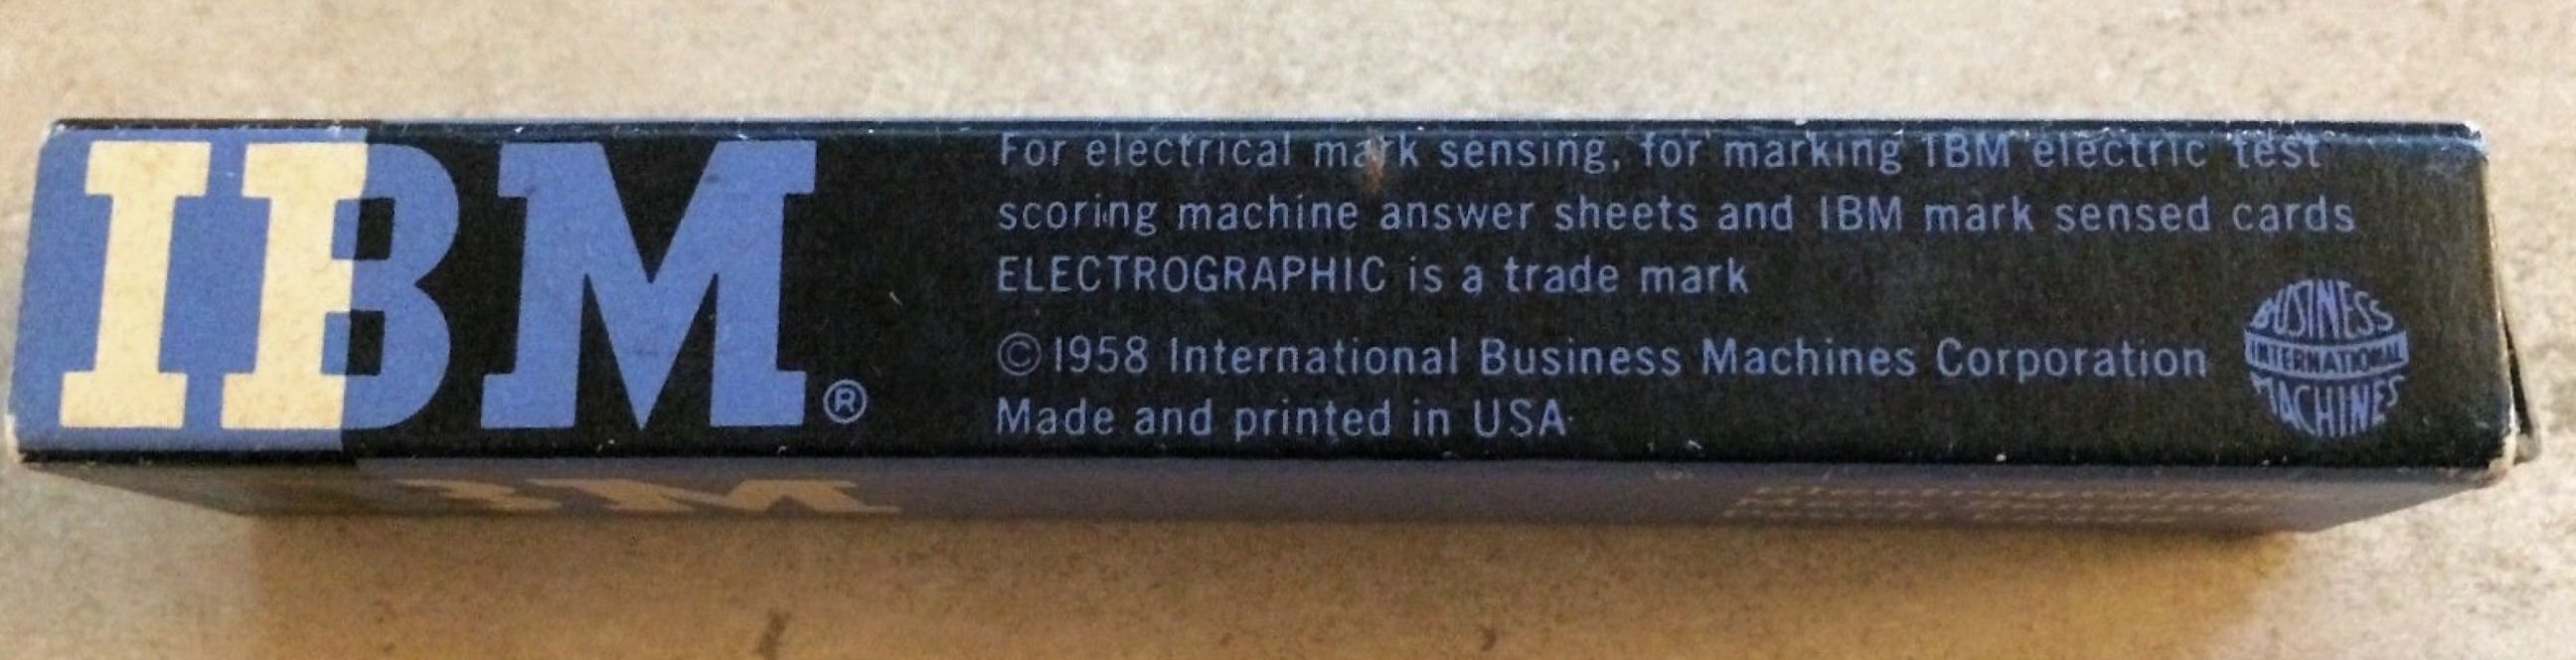 IBM®
For electrical mark sensing, for marking IBM electric test
scoring machine answer sheets and IBM mark sensed cards
ELECTROGRAPHIC is a trade mark
©1958 International Business Machines Corporation
Made and printed in USA
BUSINESS
INTERNATIONAL
MACHINES